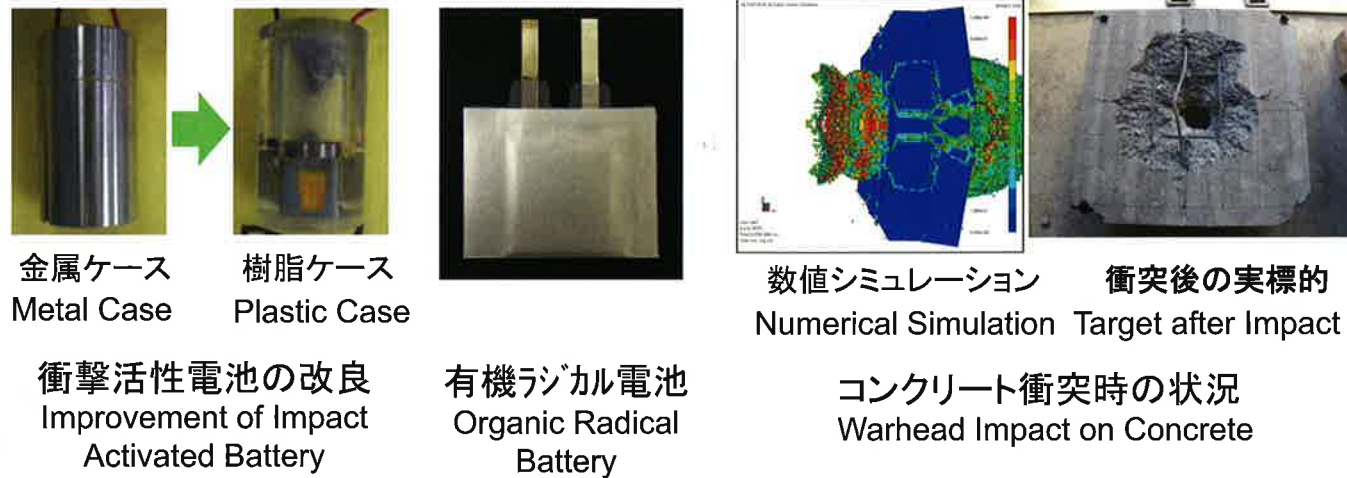 金属ケース
Metal Case
樹脂ケース
Plastic Case
衝撃活性電池の改良
Improvement of Impact
Activated Battery
有機ラジカル電池
Organic Radical
Battery
数値シミュレーション
Numerical Simulation
衝突後の実標的
Target after Impact
コンクリート衝突時の状況
Warhead Impact on Concrete